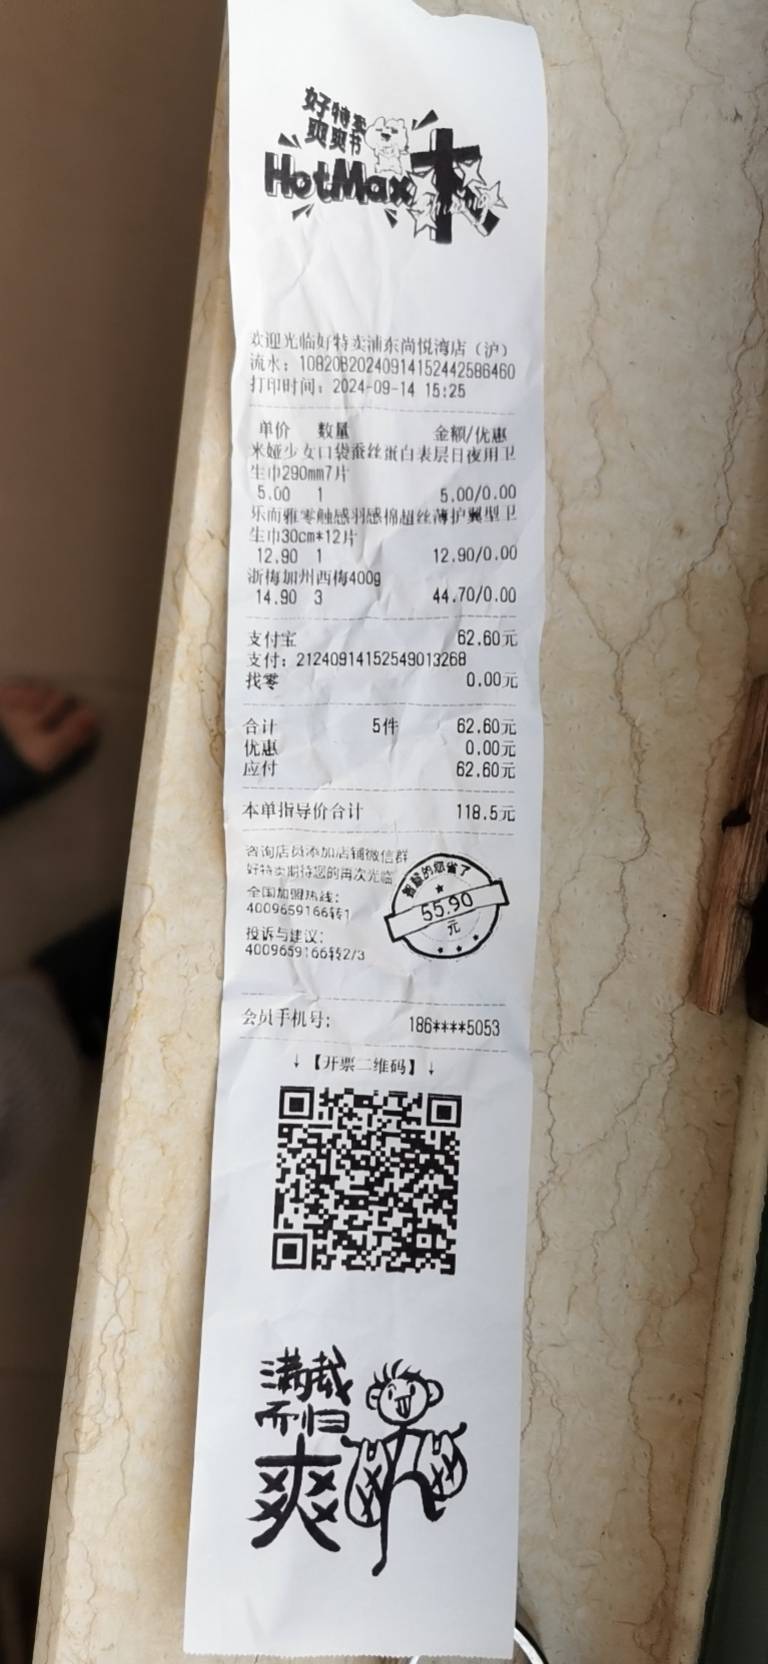 好特卖
爽爽节
HotMax
欢迎光临好特卖浦东尚悦湾店（沪）
流水：108208202409141524425​86460
打印时间：2024-09-14 15:25
单价 数量 金额/优惠
米娅少女口袋蚕丝蛋白表层日夜用卫
生巾290mm7片
5.00 1 5.00/0.00
乐而雅零触感羽感棉超丝薄护翼型卫
生巾30cm*12片
12.90 1 12.90/0.00
浙梅加州西梅400g
14.90 3 44.70/0.00
支付宝 62.60元
支付：21240914152549013268
找零 0.00元
合计 5件 62.60元
优惠 0.00元
应付 62.60元
本单指导价合计 118.5元
咨询店员添加店铺微信群
好特卖期待您的再次光临
全国加盟热线：
4009659166转1
投诉与建议：
4009659166转2/3
智慧的您省了
55.90
元
会员手机号： 186****5053
↓【开票二维码】↓
满载
而归
爽